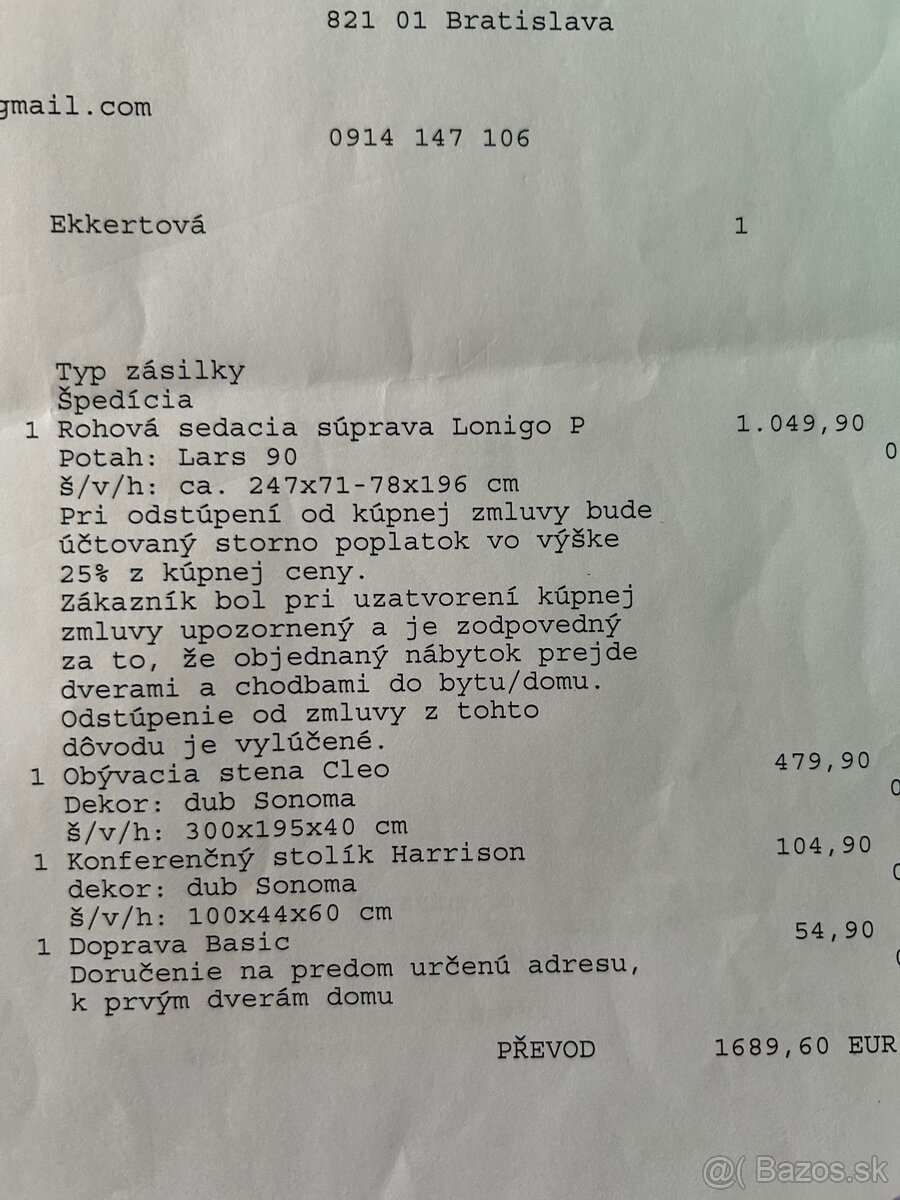 821 01 Bratislava
gmail.com
0914 147 106
Ekkertová 1
Typ zásilky
Špedícia
1 Rohová sedacia súprava Lonigo P 1.049,90
Potah: Lars 90 0
š/v/h: ca. 247x71-78x196 cm
Pri odstúpení od kúpnej zmluvy bude
účtovaný storno poplatok vo výške
25% z kúpnej ceny.
Zákazník bol pri uzatvorení kúpnej
zmluvy upozornený a je zodpovedný
za to, že objednaný nábytok prejde
dverami a chodbami do bytu/domu.
Odstúpenie od zmluvy z tohto
dôvodu je vylúčené.
1 Obývacia stena Cleo 479,90
Dekor: dub Sonoma 0
š/v/h: 300x195x40 cm
1 Konferenčný stolík Harrison 104,90
dekor: dub Sonoma 0
š/v/h: 100x44x60 cm
1 Doprava Basic 54,90
Doručenie na predom určenú adresu, 0
k prvým dverám domu
PŘEVOD 1689,60 EUR
@( Bazos.sk